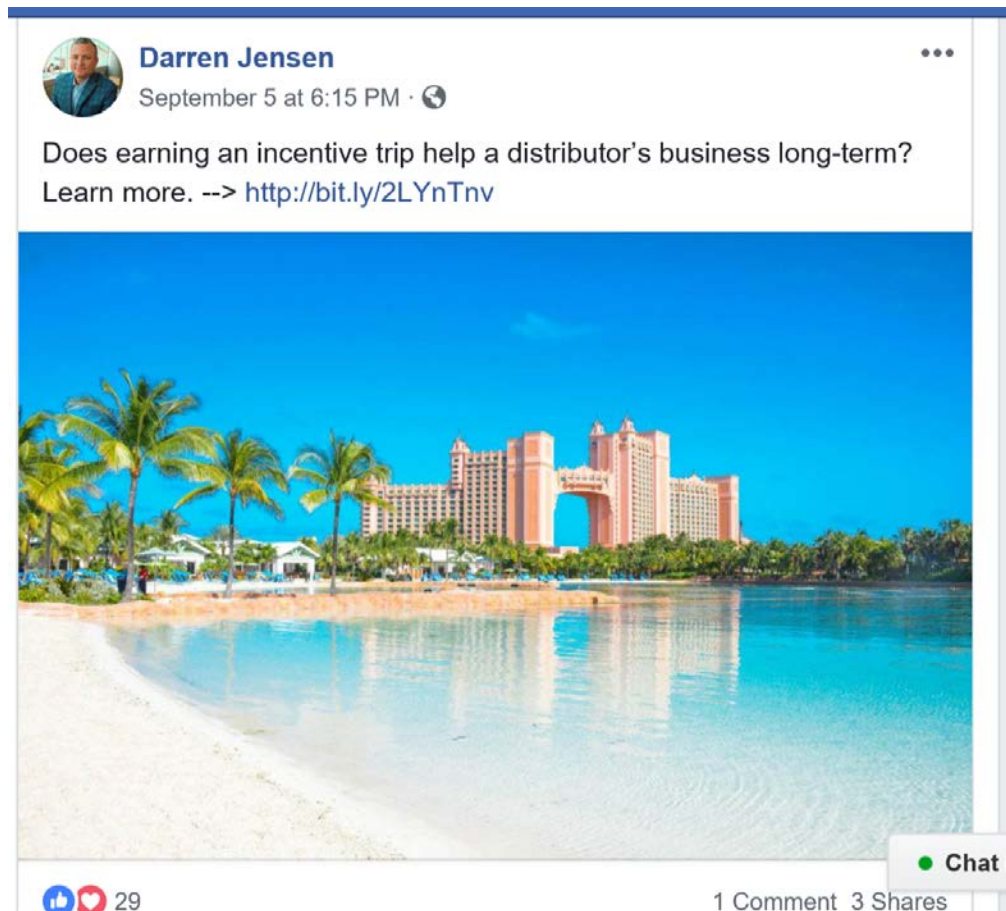 Darren Jensen
September 5 at 6:15 PM ·
Does earning an incentive trip help a distributor’s business long-term?
Learn more. --> http://bit.ly/2LYnTnv
Chat
29
1 Comment 3 Shares